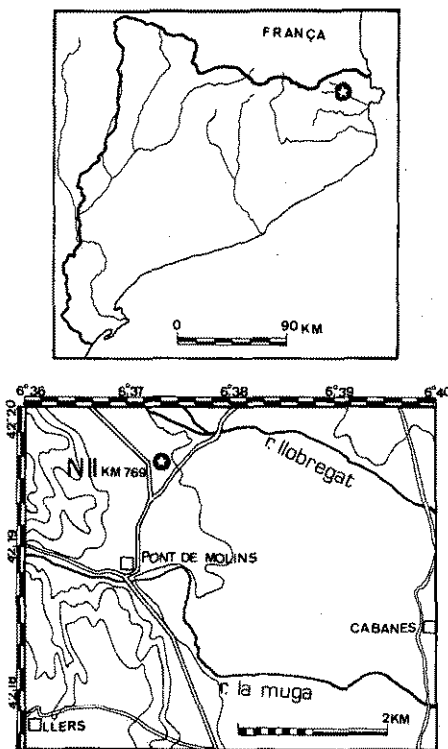 FRANÇA
0 90 KM
6°36 6°37 6°38 6°39 6°40
42°20
r. llobregat
N II KM 769
42°19
PONT DE MOLINS
CABANES
42°18
r. la muga
LLERS
2KM